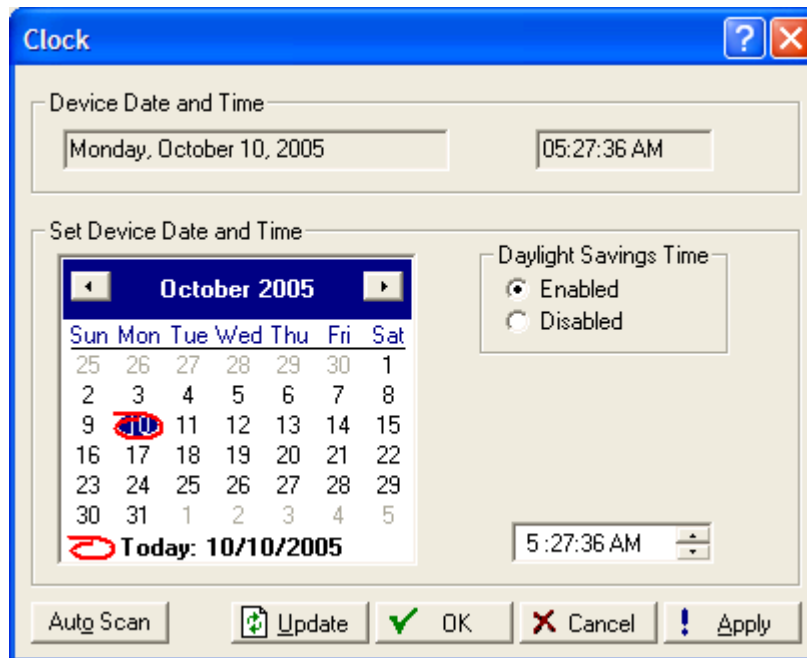 Clock
Device Date and Time
Monday, October 10, 2005 05:27:36 AM
Set Device Date and Time
Daylight Savings Time
Enabled
Disabled
October 2005
Sun Mon Tue Wed Thu Fri Sat
25 26 27 28 29 30 1
2 3 4 5 6 7 8
9 10 11 12 13 14 15
16 17 18 19 20 21 22
23 24 25 26 27 28 29
30 31 1 2 3 4 5
Today: 10/10/2005
5 :27:36 AM
Auto Scan Update OK Cancel Apply